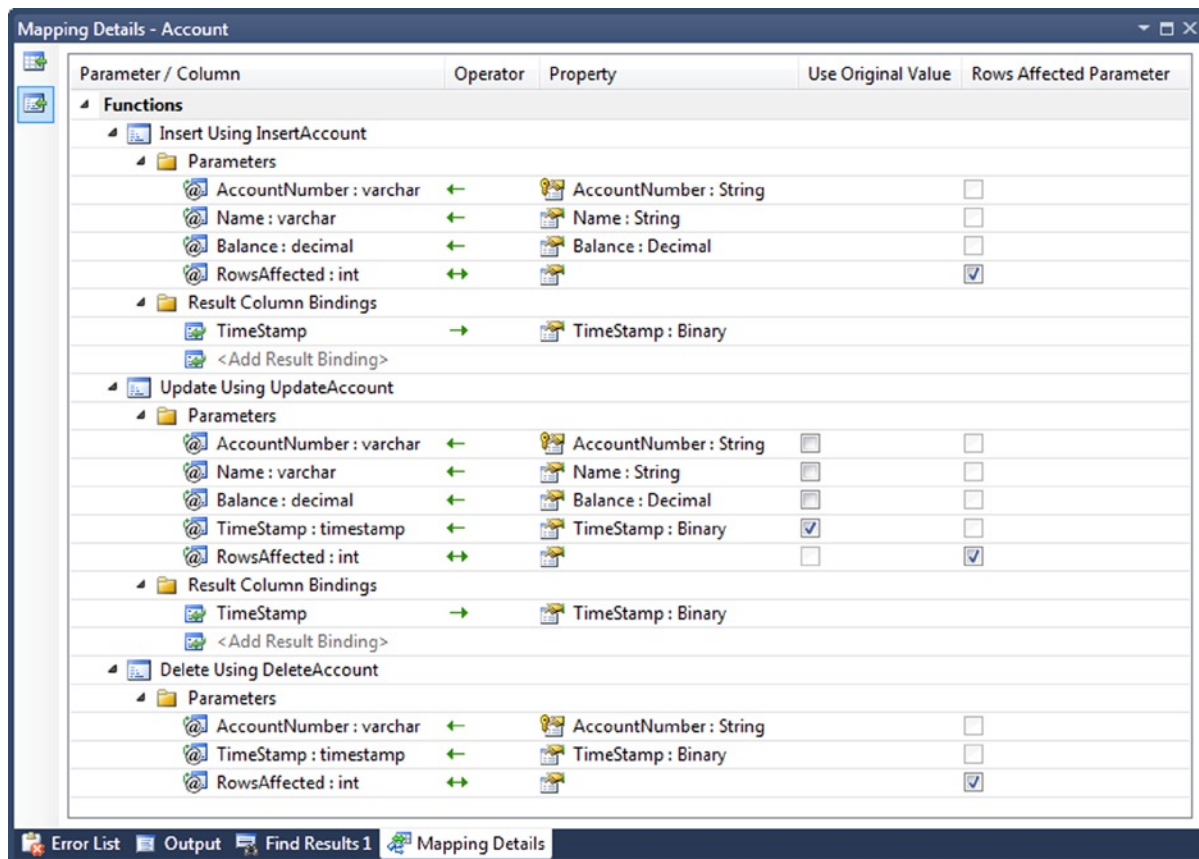 Mapping Details - Account
Parameter / Column Operator Property Use Original Value Rows Affected Parameter
Functions
Insert Using InsertAccount
Parameters
AccountNumber : varchar AccountNumber : String
Name : varchar Name : String
Balance : decimal Balance : Decimal
RowsAffected : int
Result Column Bindings
TimeStamp TimeStamp : Binary
<Add Result Binding>
Update Using UpdateAccount
Parameters
AccountNumber : varchar AccountNumber : String
Name : varchar Name : String
Balance : decimal Balance : Decimal
TimeStamp : timestamp TimeStamp : Binary
RowsAffected : int
Result Column Bindings
TimeStamp TimeStamp : Binary
<Add Result Binding>
Delete Using DeleteAccount
Parameters
AccountNumber : varchar AccountNumber : String
TimeStamp : timestamp TimeStamp : Binary
RowsAffected : int
Error List Output Find Results 1 Mapping Details